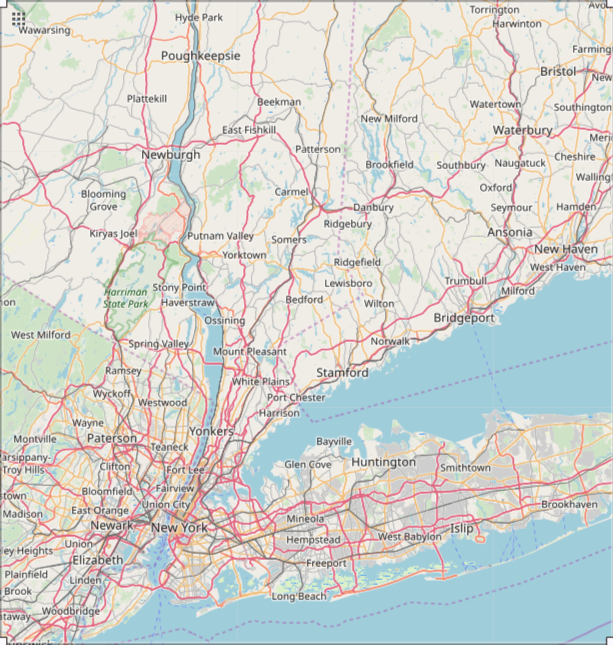 Torrington
Hyde Park
Harwinton
Wawarsing
Poughkeepsie
Farming
Bristol
New
Plattekill
Beekman
Watertown
Southington
New Milford
East Fishkill
Waterbury
Meri
Patterson
Newburgh
Cheshire
Brookfield
Southbury
Naugatuck
Walling
Oxford
Blooming
Grove
Carmel
Danbury
Seymour
Hamden
Ridgebury
Kiryas Joel
Putnam Valley
Somers
Ansonia
New Haven
Yorktown
Ridgefield
West Haven
Lewisboro
Trumbull
Stony Point
Milford
Harriman
State Park
Haverstraw
Bedford
Wilton
on
Ossining
Bridgeport
West Milford
Spring Valley
Norwalk
Mount Pleasant
Ramsey
Stamford
White Plains
Wyckoff
Port Chester
Westwood
Harrison
Wayne
Yonkers
Montville
Paterson
Bayville
Teaneck
arsippany-
Troy Hills
Clifton
Fort Lee
Glen Cove
Huntington
Smithtown
Fairview
stown
Bloomfield
Union City
Brookhaven
Madison
East Orange
Mineola
Newark
New York
Islip
Hempstead
West Babylon
ley Heights
Union
Elizabeth
Freeport
Plainfield
Linden
Brook
Long Beach
Woodbridge
taway